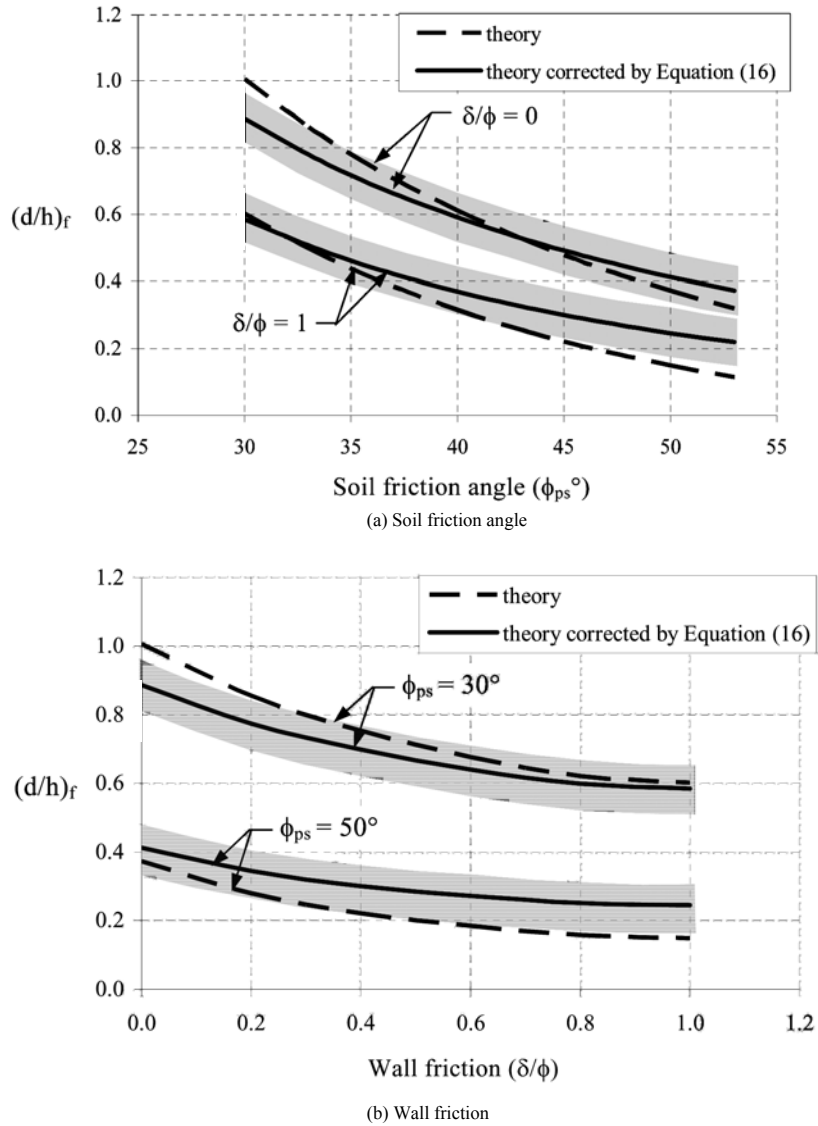 1.2
1.0
0.8
0.6
0.4
0.2
0.0
(d/h)f
theory
theory corrected by Equation (16)
δ/ϕ = 0
δ/ϕ = 1
25 30 35 40 45 50 55
Soil friction angle (ϕps°)
(a) Soil friction angle
1.2
1.0
0.8
0.6
0.4
0.2
0.0
(d/h)f
theory
theory corrected by Equation (16)
ϕps = 30°
ϕps = 50°
0.0 0.2 0.4 0.6 0.8 1.0 1.2
Wall friction (δ/ϕ)
(b) Wall friction